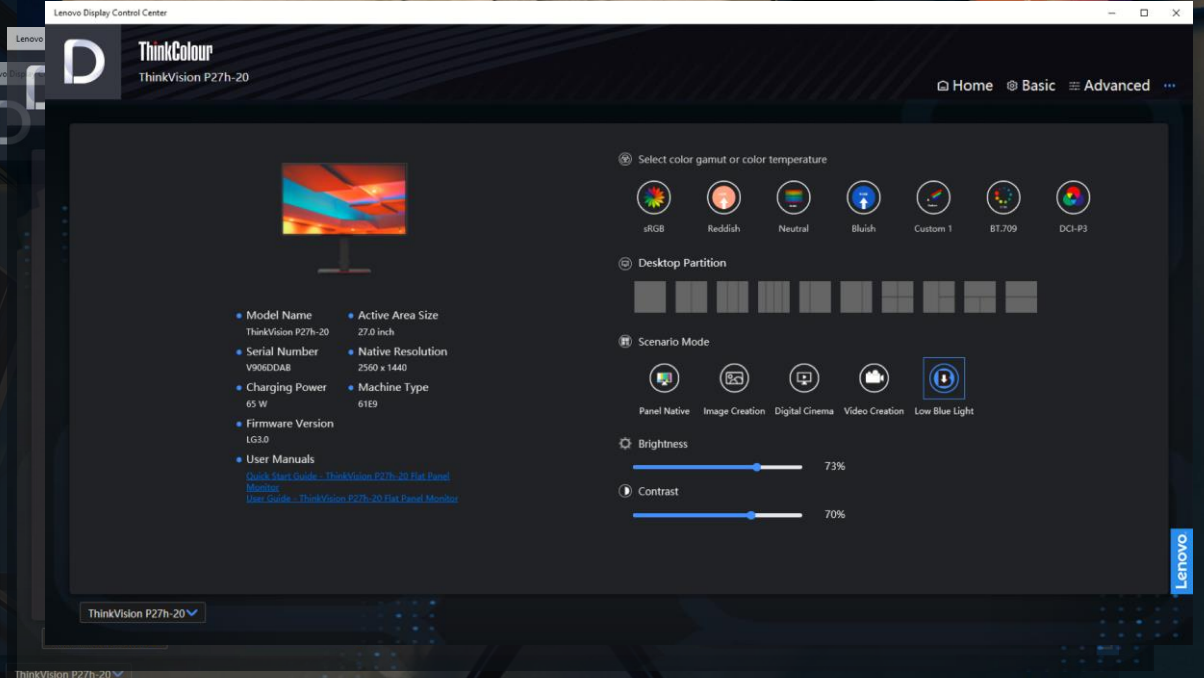 Lenovo Display Control Center
Lenovo
ThinkColour
ThinkVision P27h-20
Home Basic Advanced ...
Select color gamut or color temperature
sRGB Reddish Neutral Bluish Custom 1 BT.709 DCI-P3
Desktop Partition
Model Name
ThinkVision P27h-20
Active Area Size
27.0 inch
Serial Number
V906DDAB
Native Resolution
2560 x 1440
Charging Power
65 W
Machine Type
61E9
Firmware Version
LG3.0
User Manuals
Quick Start Guide - ThinkVision P27h-20 Flat Panel
Monitor
User Guide - ThinkVision P27h-20 Flat Panel Monitor
Scenario Mode
Panel Native Image Creation Digital Cinema Video Creation Low Blue Light
Brightness
73%
Contrast
70%
Lenovo
ThinkVision P27h-20
ThinkVision P27h-20